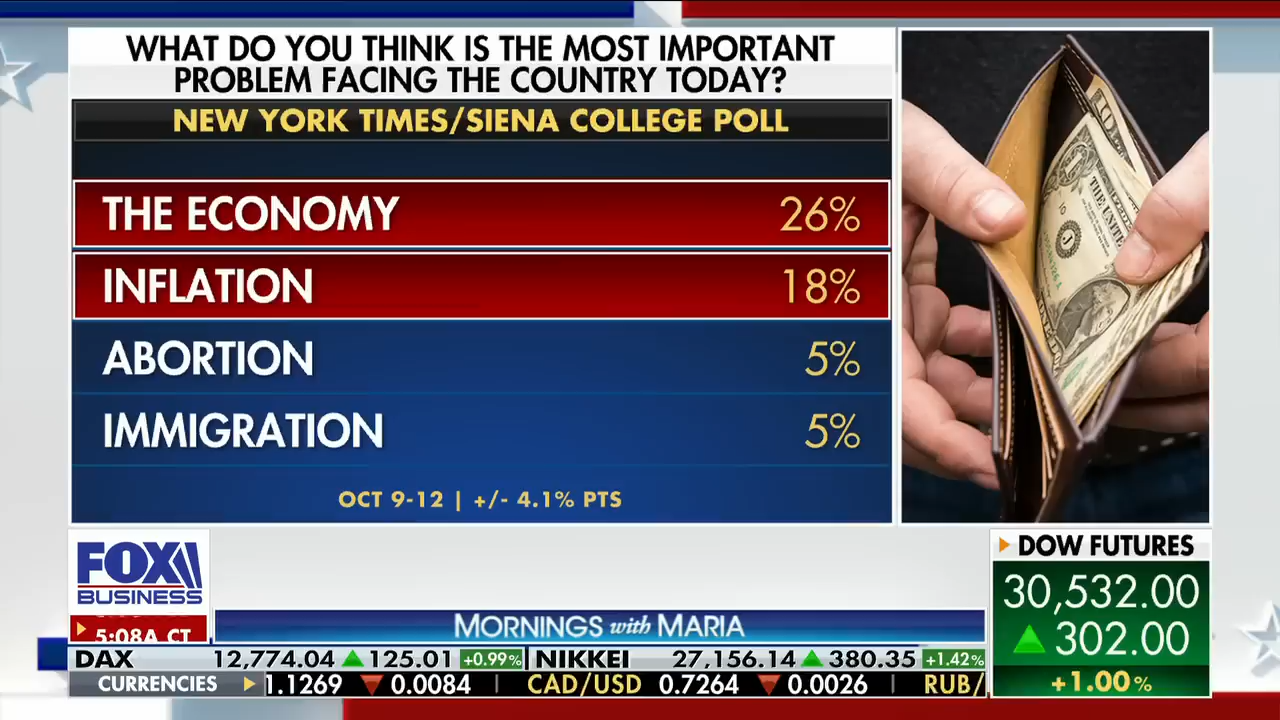 WHAT DO YOU THINK IS THE MOST IMPORTANT
PROBLEM FACING THE COUNTRY TODAY?
NEW YORK TIMES/SIENA COLLEGE POLL
THE ECONOMY 26%
INFLATION 18%
ABORTION 5%
IMMIGRATION 5%
OCT 9-12 | +/- 4.1% PTS
THE UNITE
FOX
BUSINESS
5:08A CT
MORNINGS with MARIA
DOW FUTURES
30,532.00
302.00
+1.00%
DAX 12,774.04 125.01 +0.99% NIKKEI 27,156.14 380.35 +1.42%
CURRENCIES 1.1269 0.0084 | CAD/USD 0.7264 0.0026 | RUB/